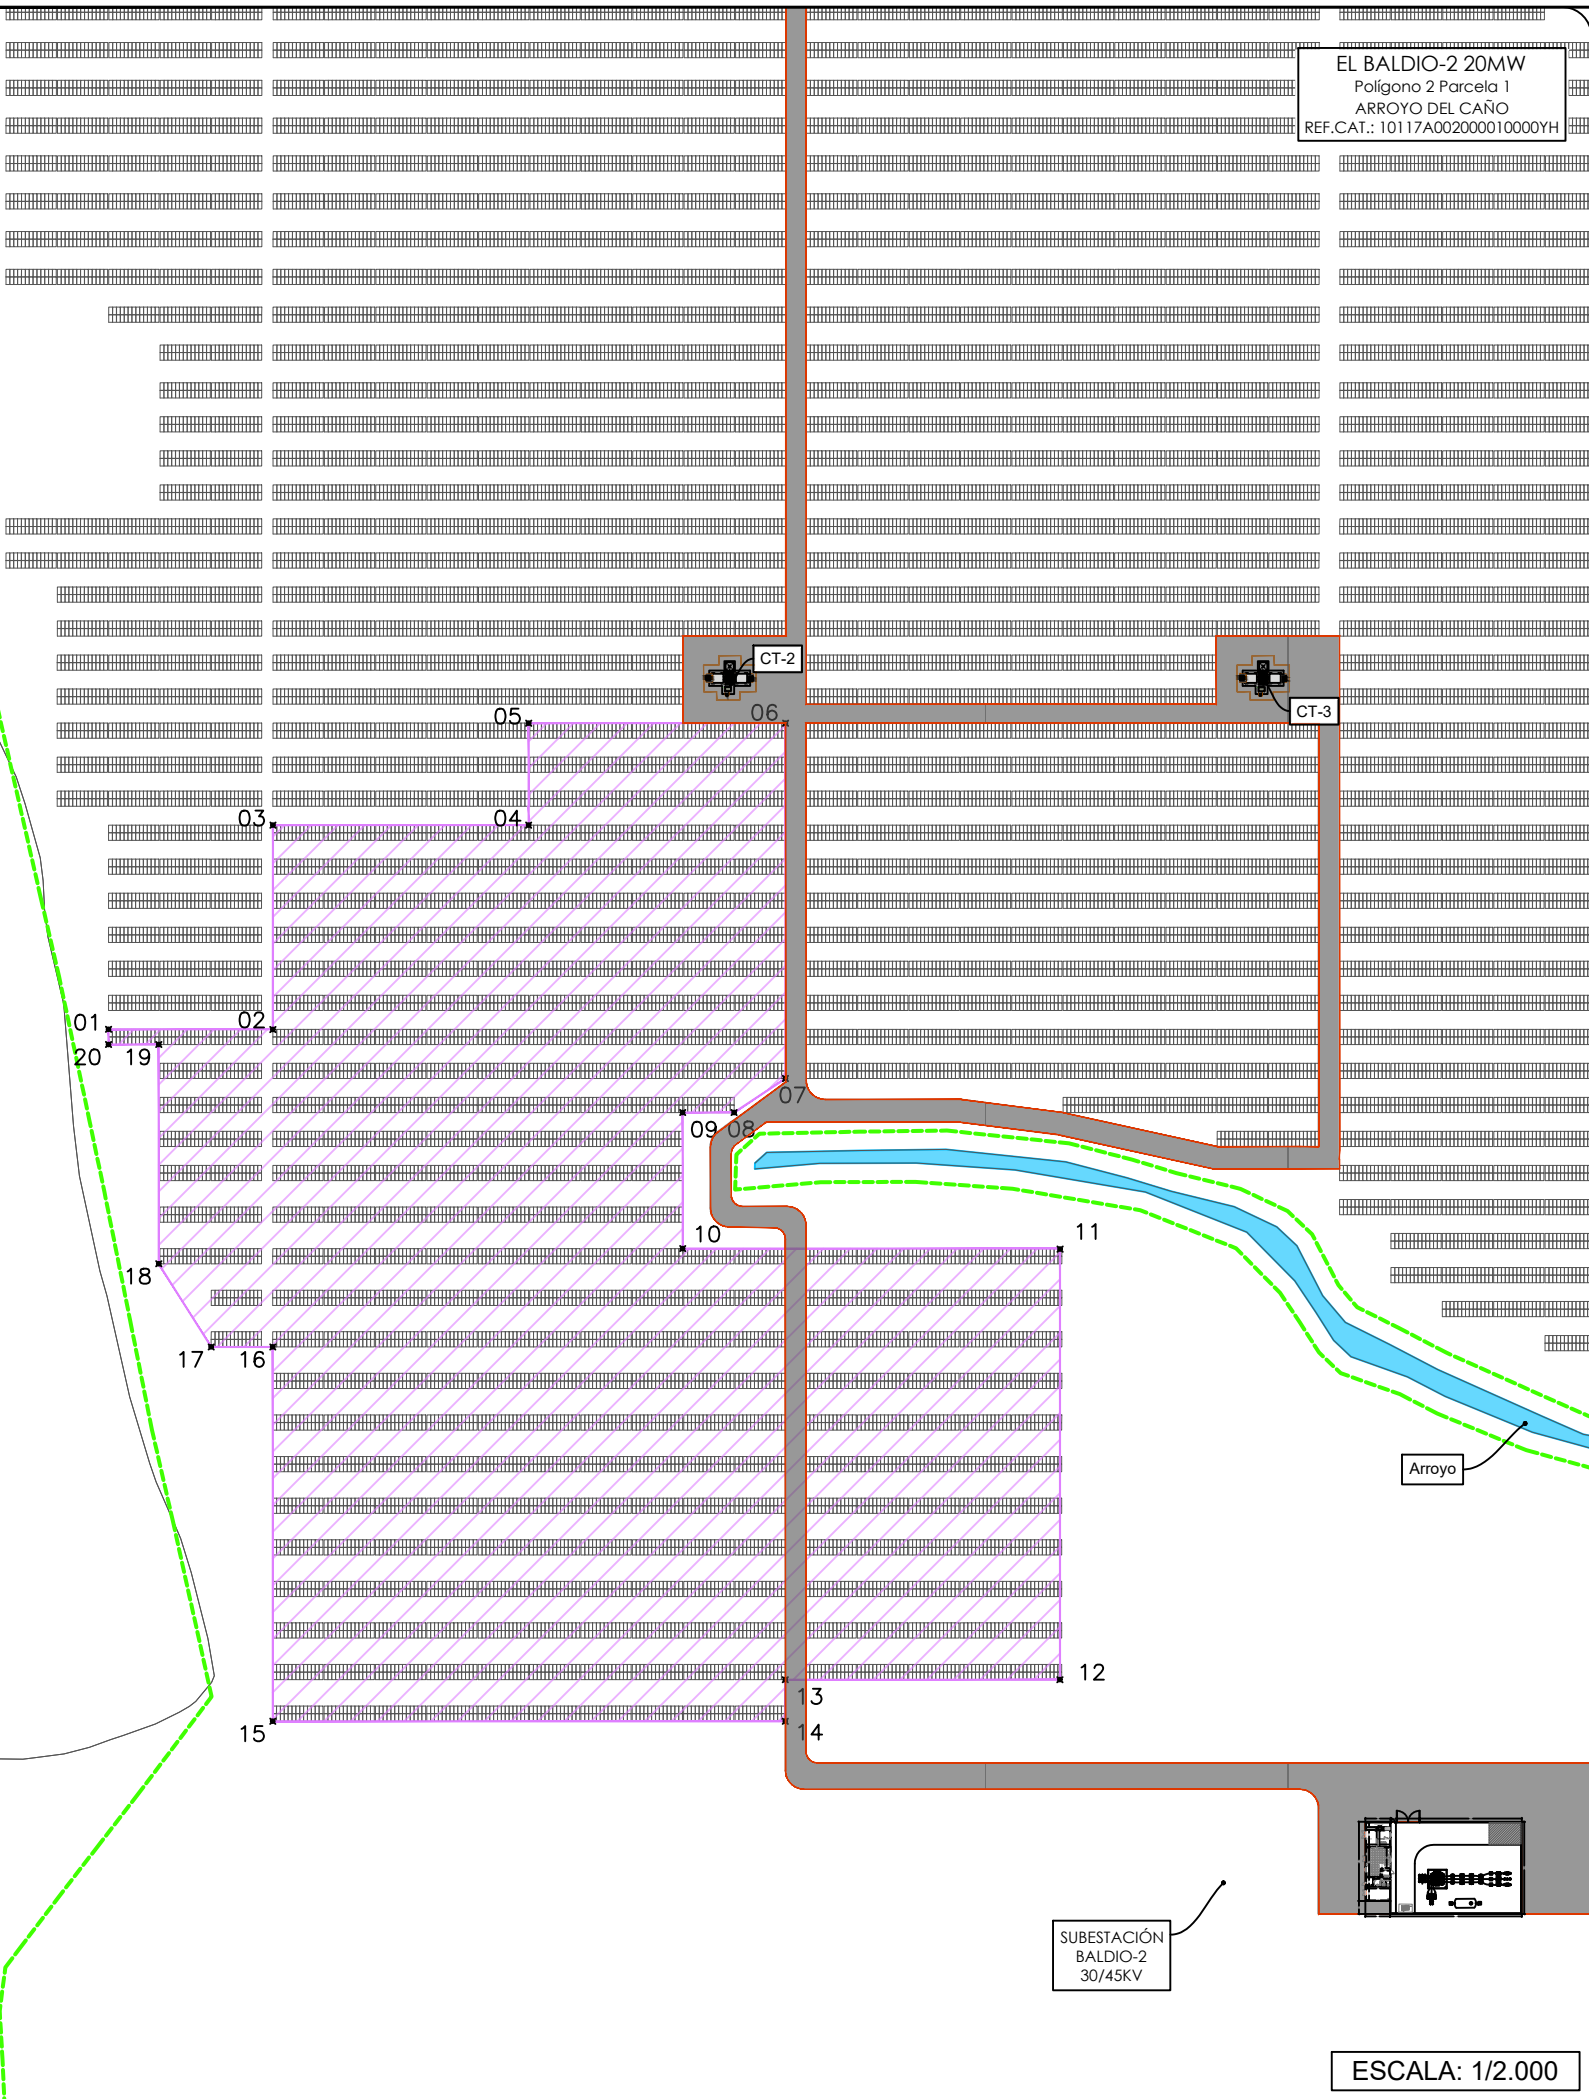 EL BALDIO-2 20MW
Polígono 2 Parcela 1
ARROYO DEL CAÑO
REF.CAT.: 10117A002000010000YH
CT-2
CT-3
05
06
03
04
01
02
20
19
07
09
08
10
11
18
17
16
Arroyo
12
13
15
14
SUBESTACIÓN
BALDIO-2
30/45KV
ESCALA: 1/2.000